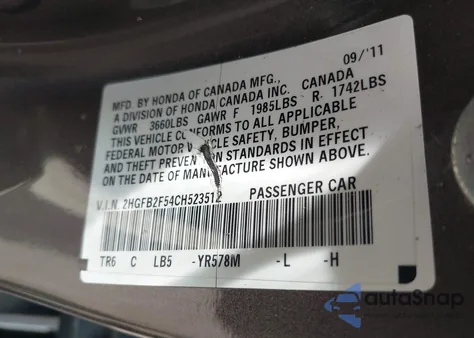 09/'11
MFD. BY HONDA OF CANADA MFG.,
A DIVISION OF HONDA CANADA INC. CANADA
GVWR 3660LBS GAWR F 1985LBS R 1742LBS
THIS VEHICLE CONFORMS TO ALL APPLICABLE
FEDERAL MOTOR VEHICLE SAFETY, BUMPER,
AND THEFT PREVENTION STANDARDS IN EFFECT
ON THE DATE OF MANUFACTURE SHOWN ABOVE.
V.I.N. 2HGFB2F54CH523512 PASSENGER CAR
TR6 C LB5 -YR578M -L -H
autoSnap